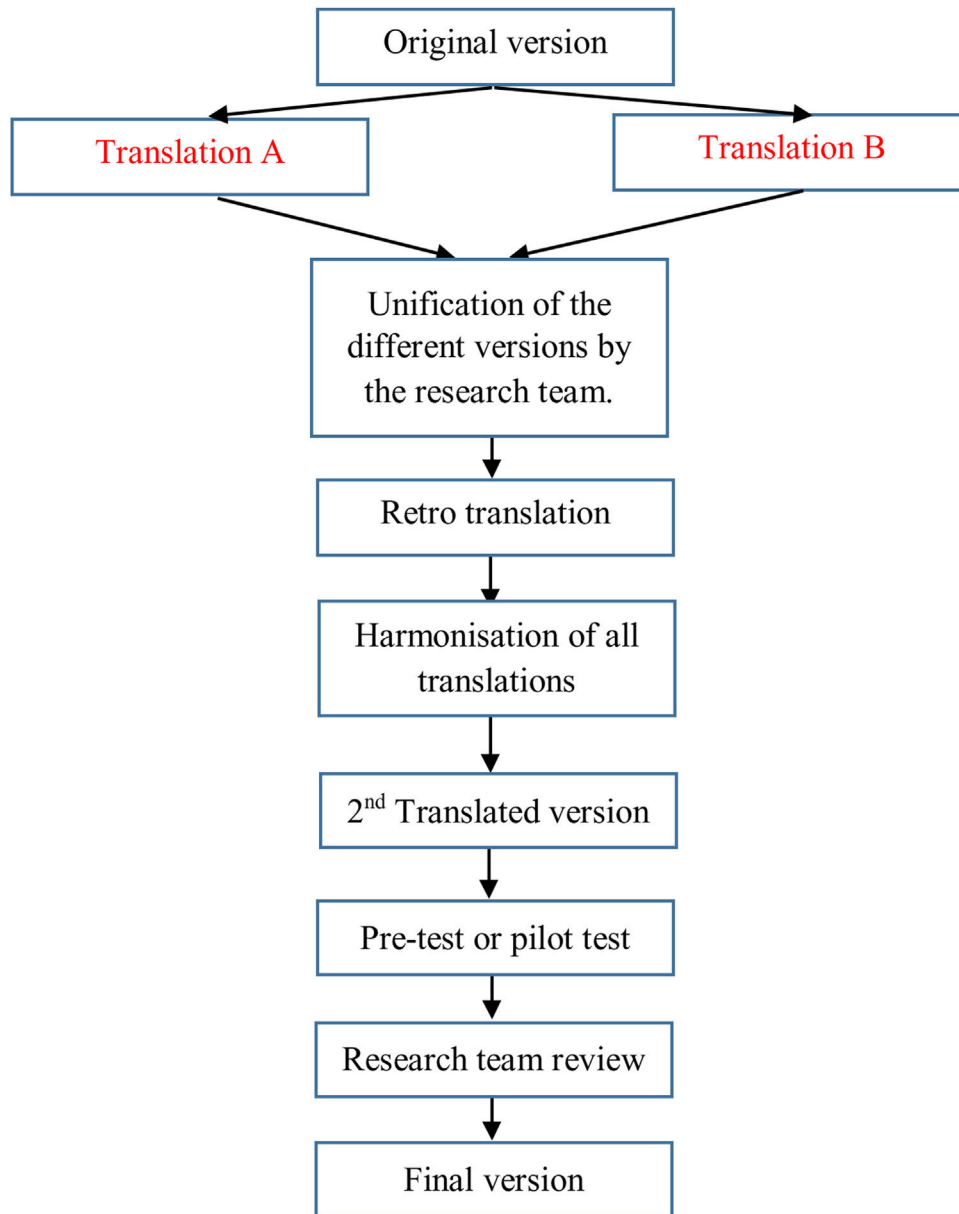 Original version
Translation A
Translation B
Unification of the
different versions by
the research team.
Retro translation
Harmonisation of all
translations
2nd Translated version
Pre-test or pilot test
Research team review
Final version